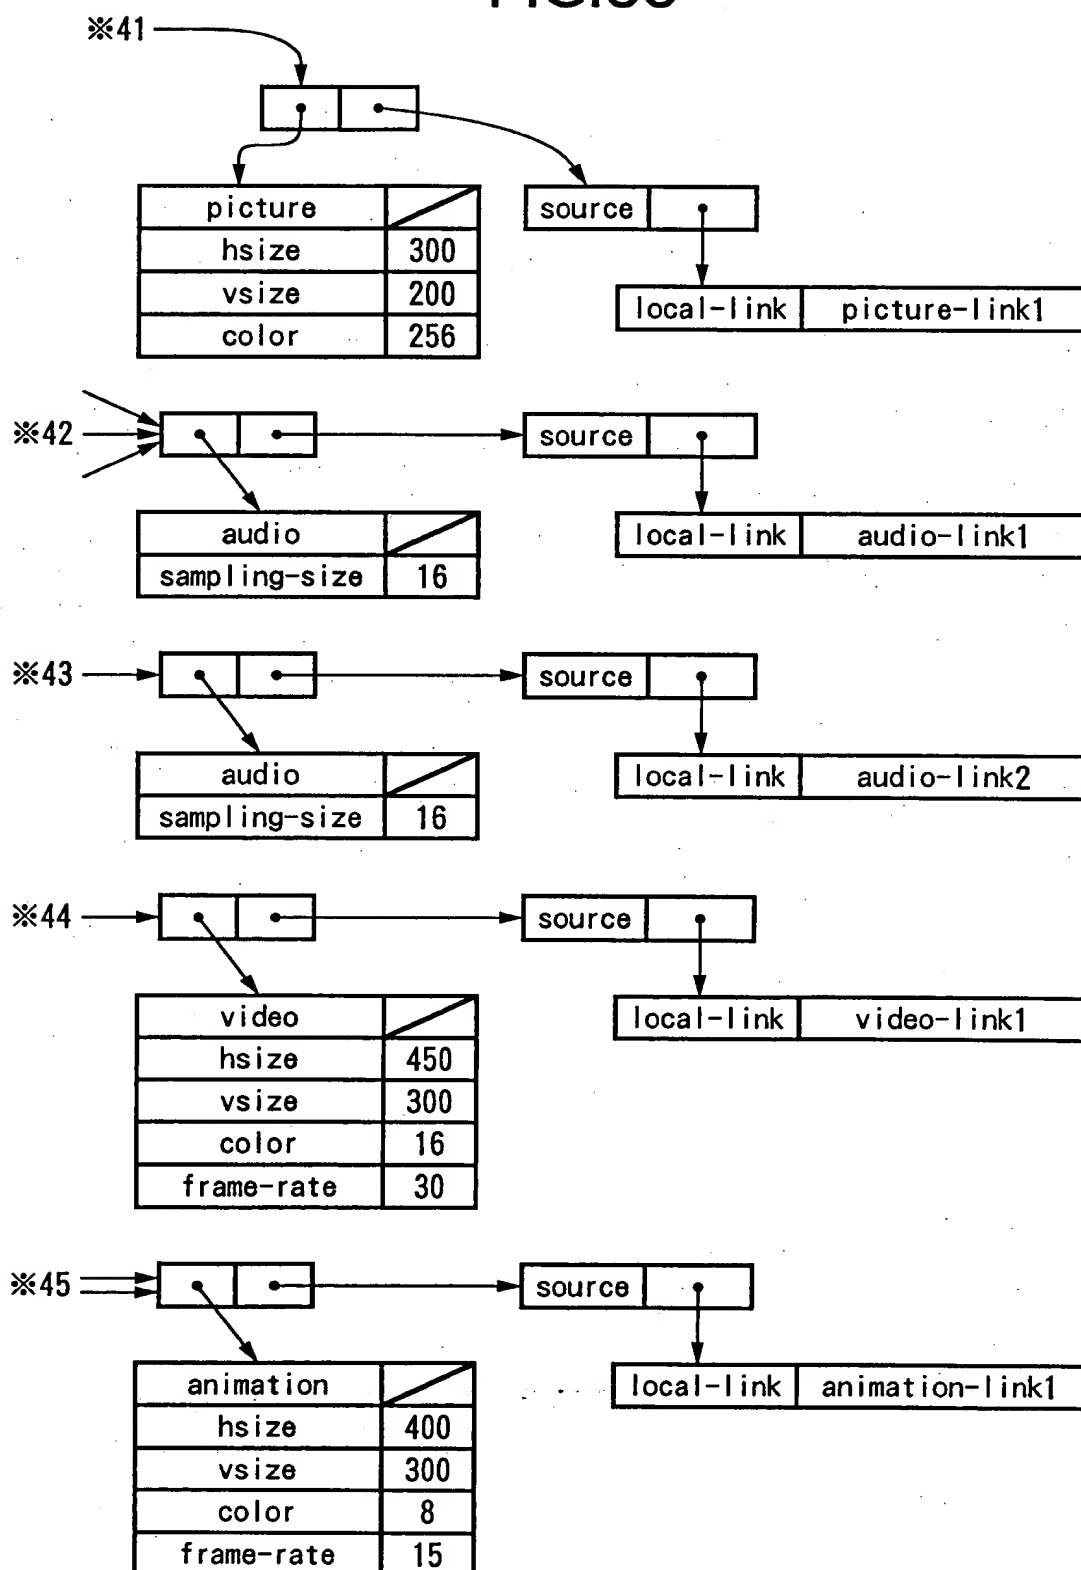 ※41
picture
hsize 300
vsize 200
color 256
source
local-link picture-link1
※42
source
audio
sampling-size 16
local-link audio-link1
※43
source
audio
sampling-size 16
local-link audio-link2
※44
source
video
hsize 450
vsize 300
color 16
frame-rate 30
local-link video-link1
※45
source
animation
hsize 400
vsize 300
color 8
frame-rate 15
local-link animation-link1